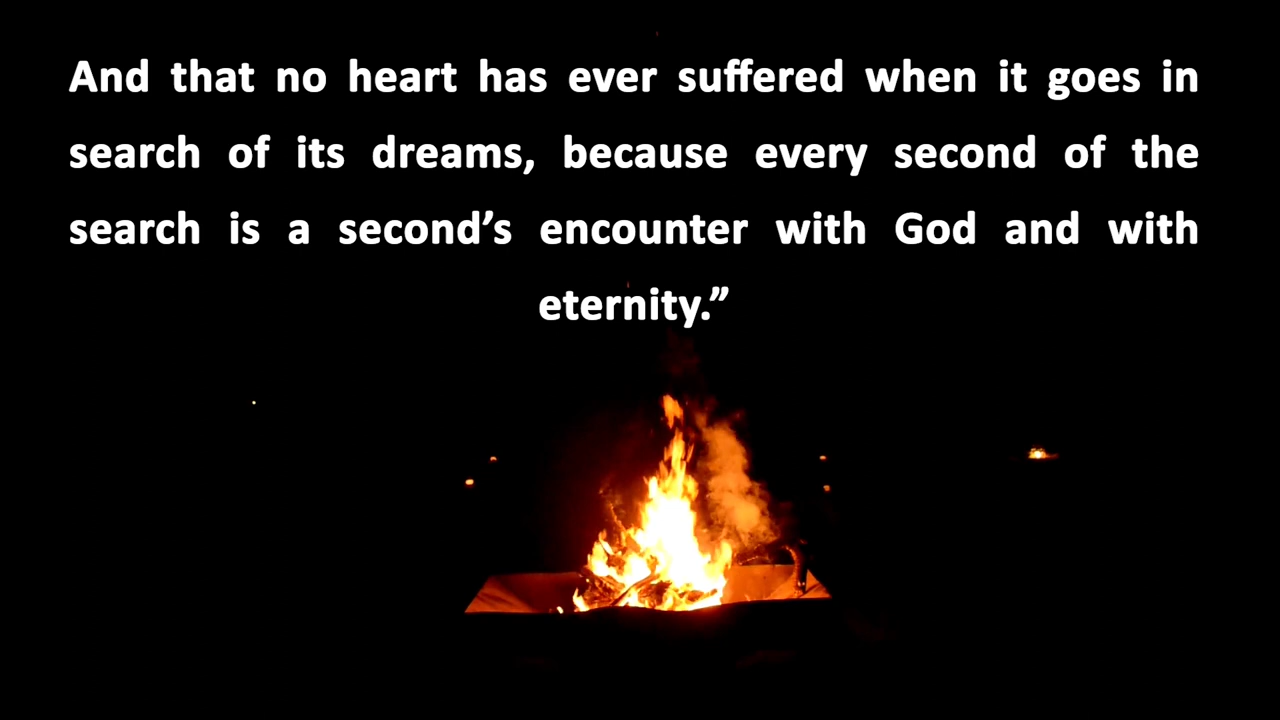 And that no heart has ever suffered when it goes in
search of its dreams, because every second of the
search is a second’s encounter with God and with
eternity.”